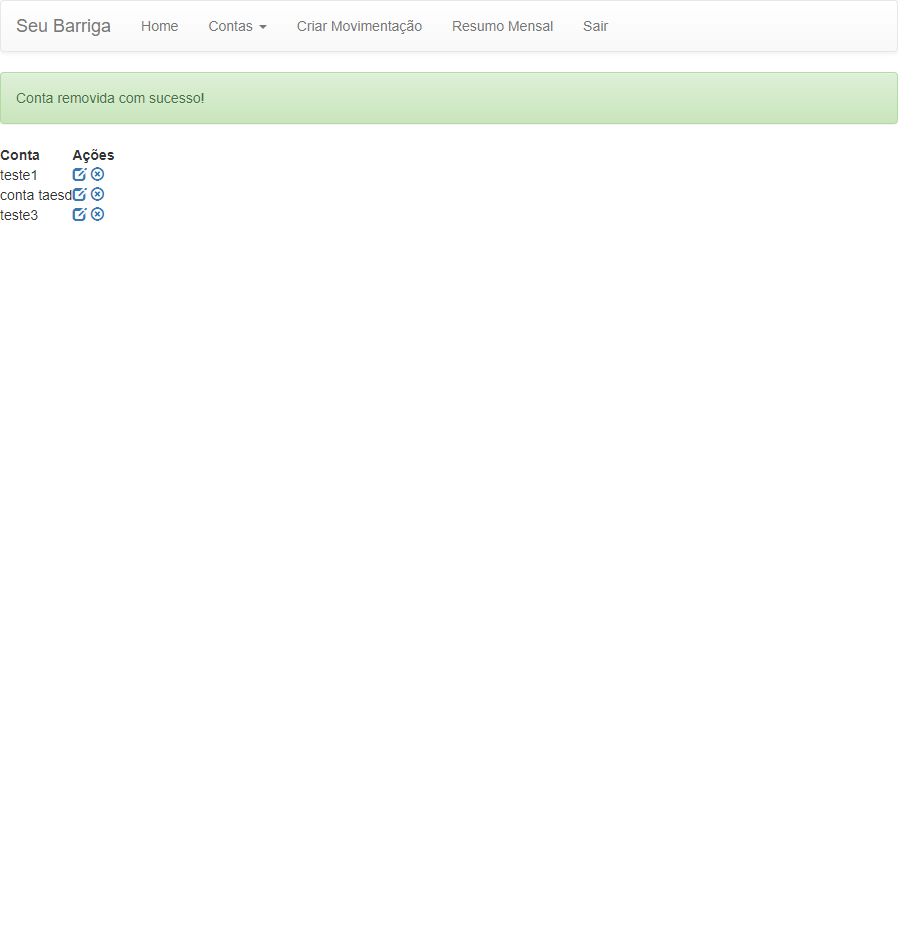 Seu Barriga Home Contas Criar Movimentação Resumo Mensal Sair
Conta removida com sucesso!
Conta Ações
teste1
conta taesd
teste3